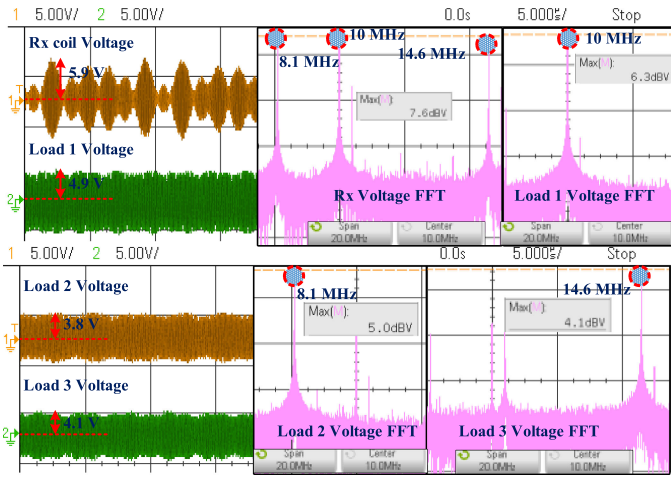 1 5.00V/ 2 5.00V/ 0.0s 5.000㎲/ Stop
Rx coil Voltage
5.9 V
Load 1 Voltage
4.9 V
10 MHz
8.1 MHz
14.6 MHz
Max(M):
7.6dBV
Rx Voltage FFT
Span
20.0MHz
Center
10.0MHz
10 MHz
Max(M):
6.3dBV
Load 1 Voltage FFT
Span
20.0MHz
Center
10.0MHz
T
1
2
1 5.00V/ 2 5.00V/ 0.0s 5.000㎲/ Stop
Load 2 Voltage
3.8 V
Load 3 Voltage
4.1 V
8.1 MHz
Max(M):
5.0dBV
Load 2 Voltage FFT
Span
20.0MHz
Center
10.0MHz
14.6 MHz
Max(M):
4.1dBV
Load 3 Voltage FFT
Span
20.0MHz
Center
10.0MHz
T
1
2